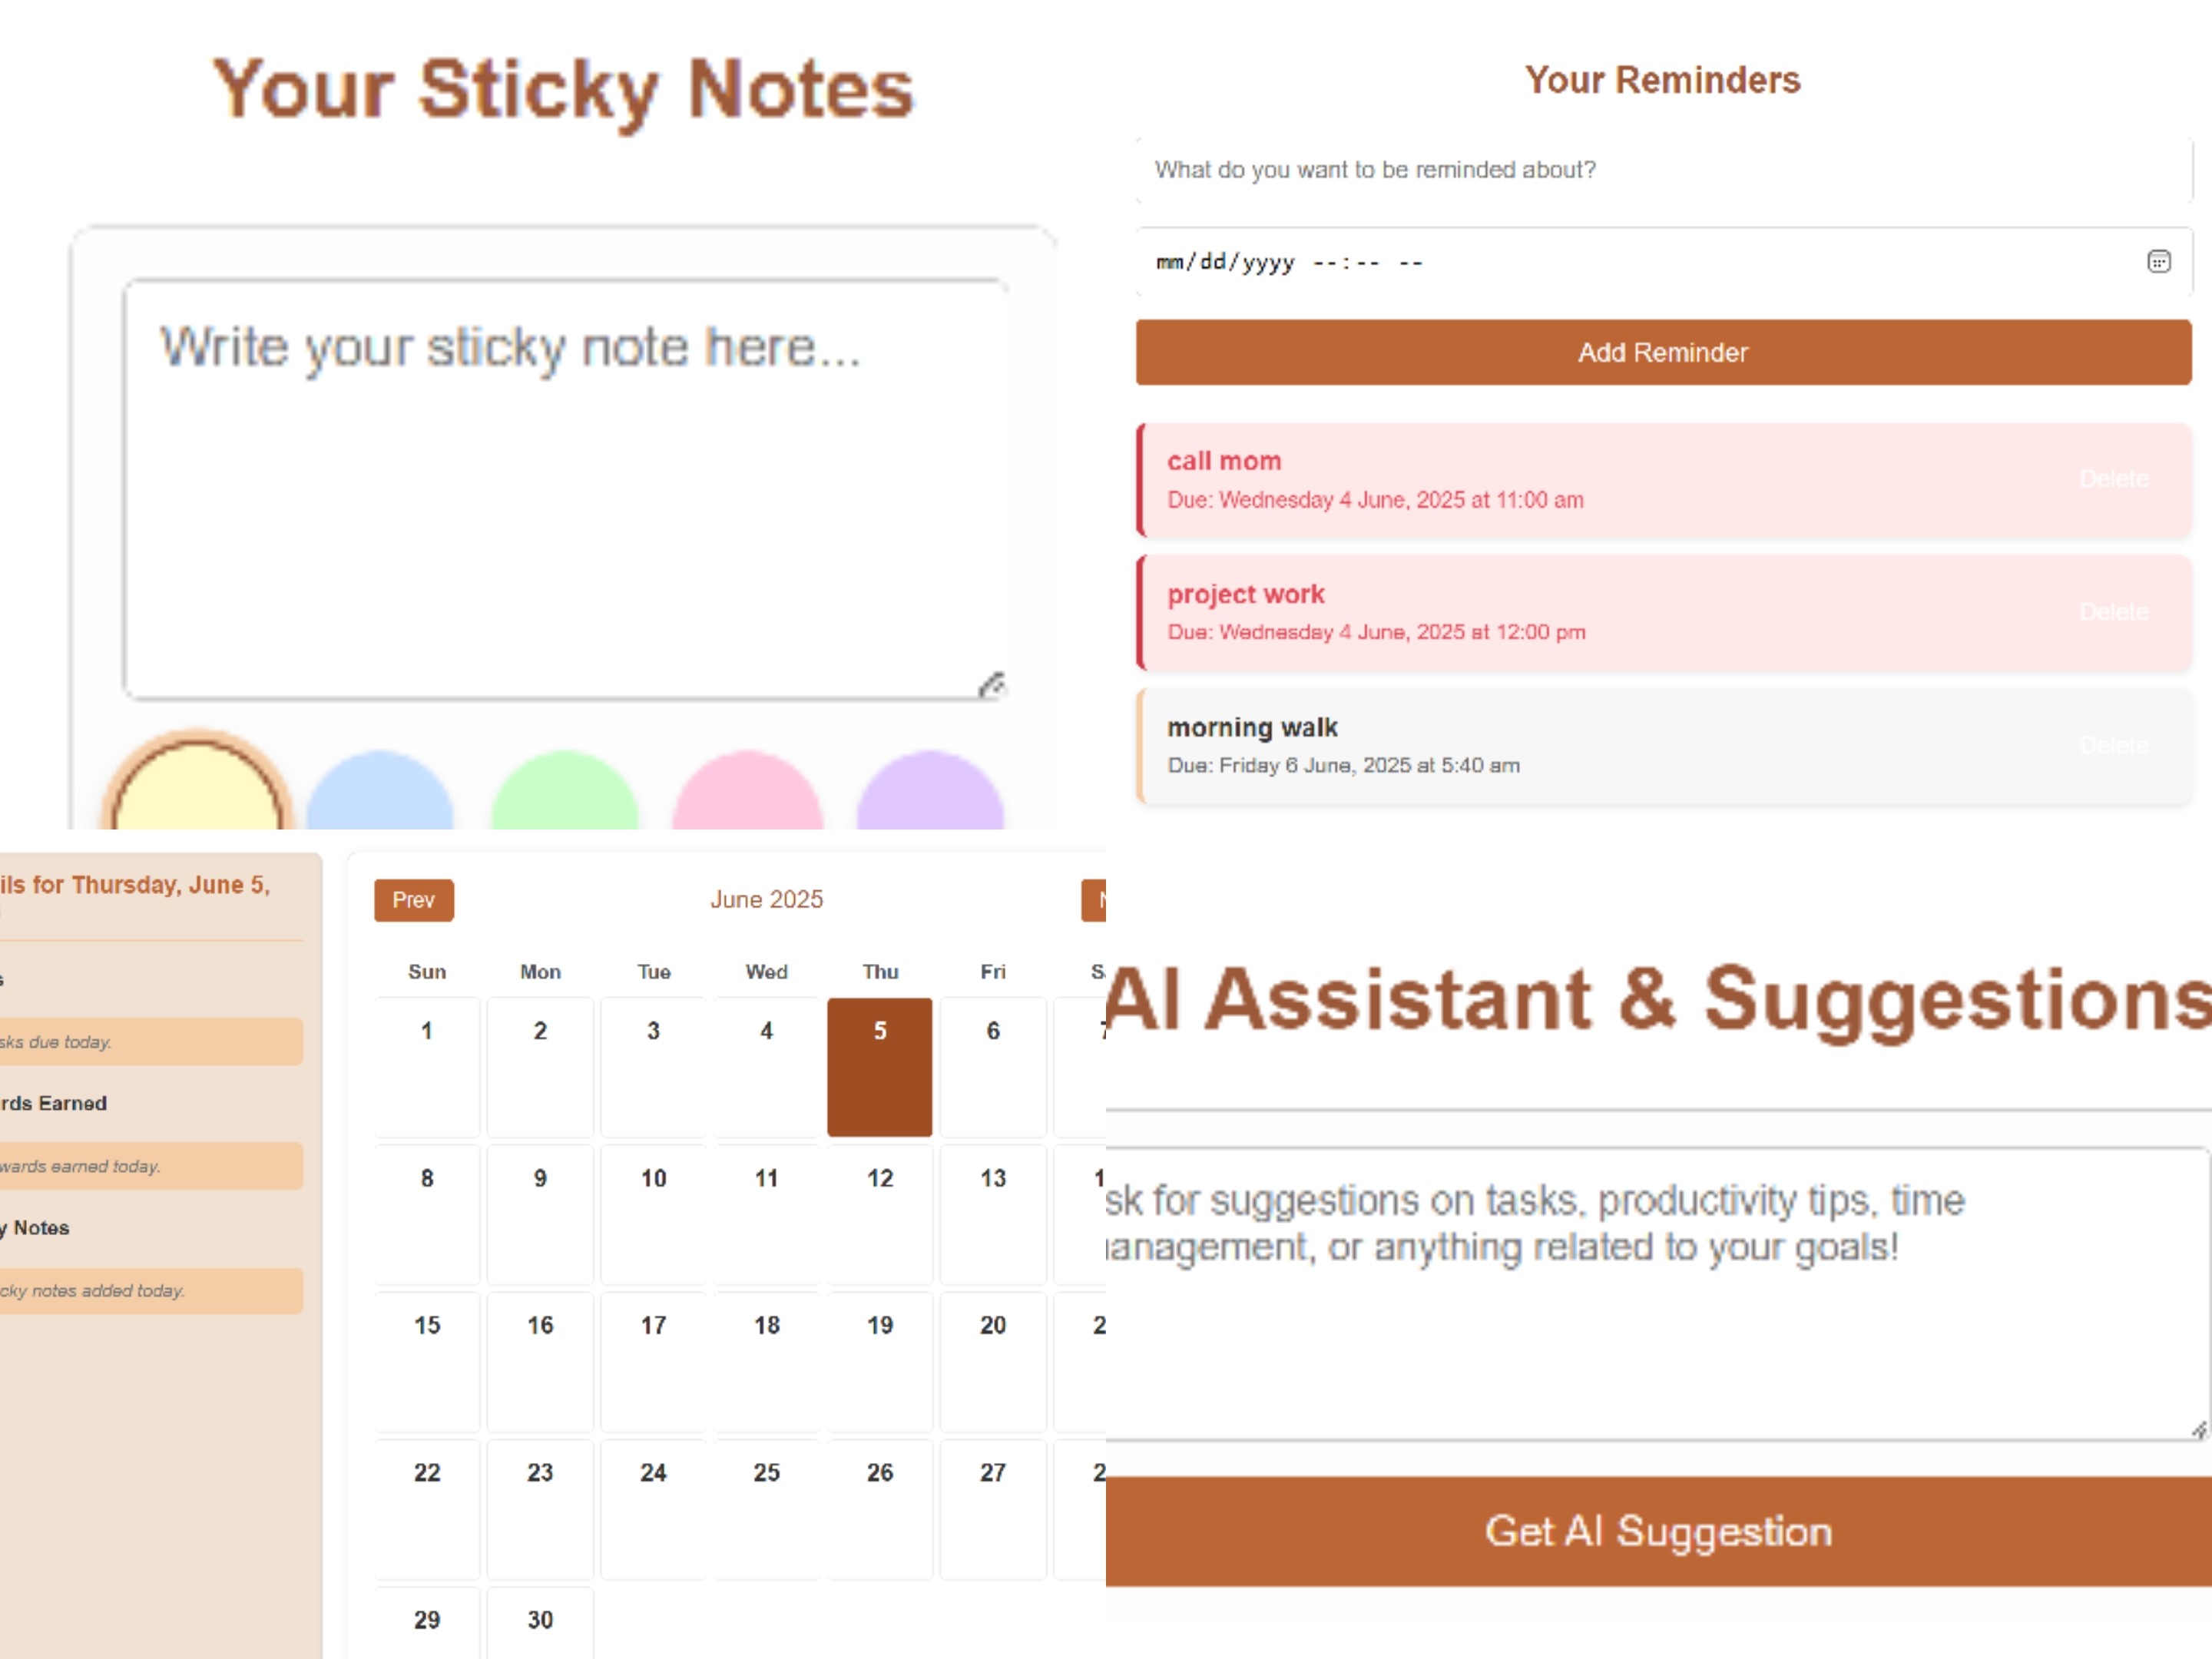 Your Sticky Notes
Write your sticky note here...
Your Reminders
What do you want to be reminded about?
mm/dd/yyyy --:-- --
Add Reminder
call mom
Due: Wednesday 4 June, 2025 at 11:00 am
Delete
project work
Due: Wednesday 4 June, 2025 at 12:00 pm
Delete
morning walk
Due: Friday 6 June, 2025 at 5:40 am
Delete
ils for Thursday, June 5,
s
sks due today.
rds Earned
wards earned today.
y Notes
cky notes added today.
Prev June 2025 N
Sun Mon Tue Wed Thu Fri S
1 2 3 4 5 6 7
8 9 10 11 12 13 1
15 16 17 18 19 20 2
22 23 24 25 26 27 2
29 30
AI Assistant & Suggestions
sk for suggestions on tasks, productivity tips, time
anagement, or anything related to your goals!
Get AI Suggestion